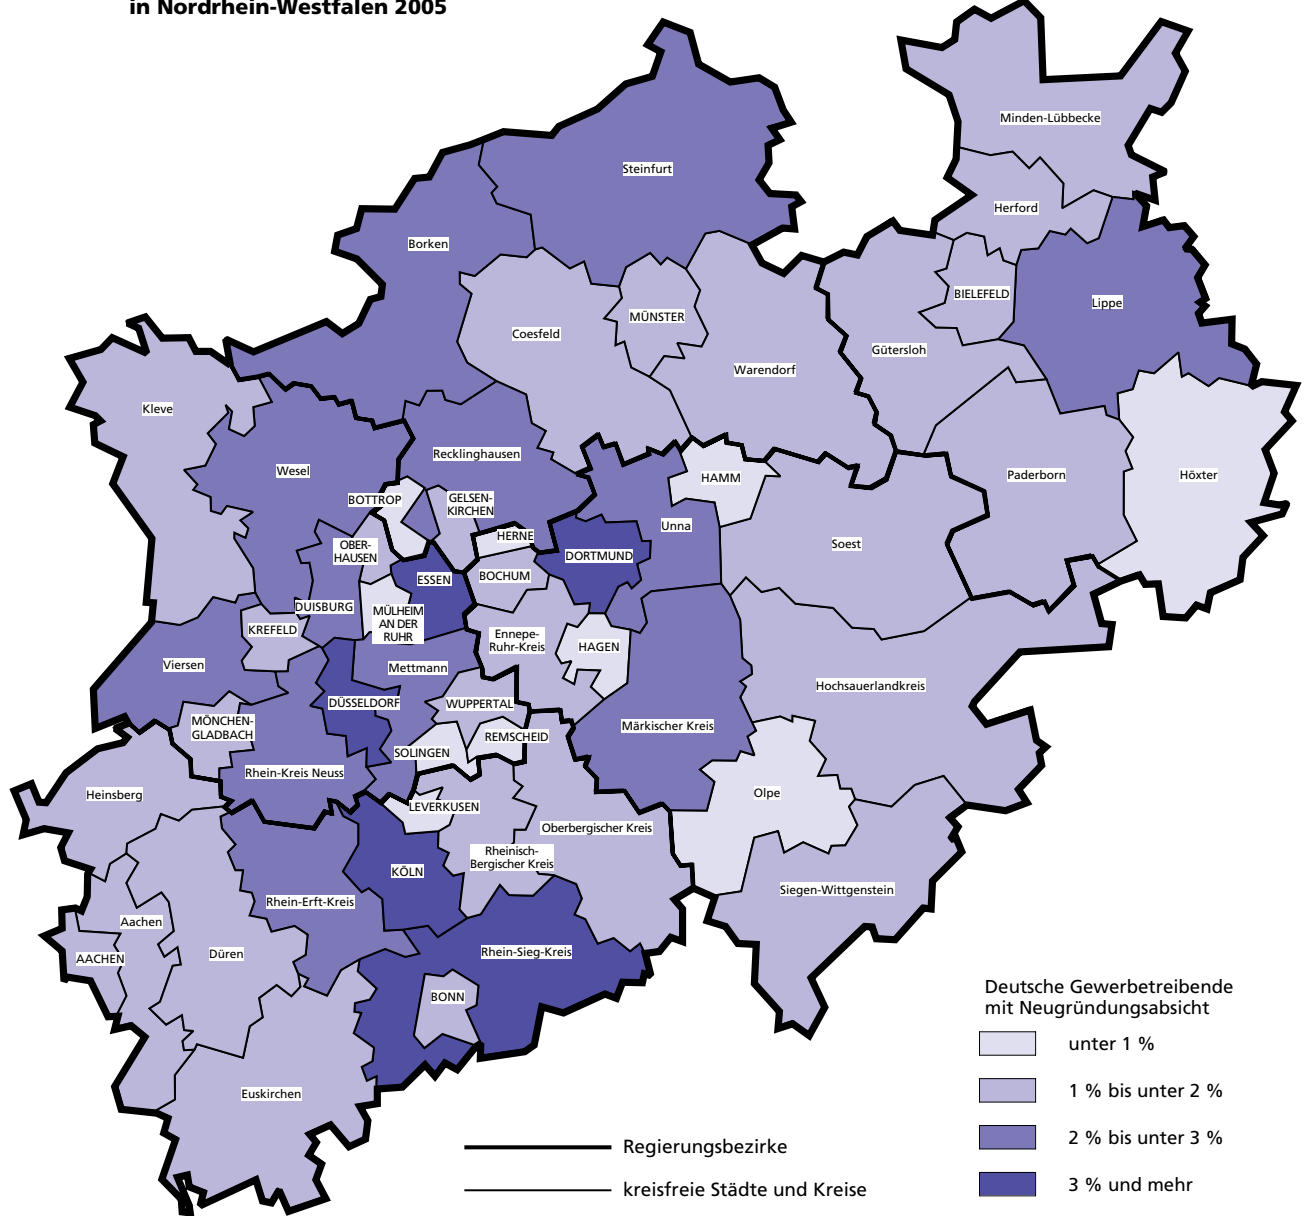 in Nordrhein-Westfalen 2005
Minden-Lübbecke
Steinfurt
Herford
Borken
BIELEFELD
Lippe
MÜNSTER
Coesfeld
Gütersloh
Warendorf
Kleve
Recklinghausen
Wesel
HAMM
Paderborn
Höxter
BOTTROP
GELSEN-
KIRCHEN
Unna
HERNE
Soest
OBER-
HAUSEN
DORTMUND
ESSEN
BOCHUM
DUISBURG
MÜLHEIM
AN DER
RUHR
KREFELD
Ennepe-
Ruhr-Kreis
HAGEN
Viersen
Mettmann
Hochsauerlandkreis
DÜSSELDORF
WUPPERTAL
MÖNCHEN-
GLADBACH
Märkischer Kreis
REMSCHEID
SOLINGEN
Rhein-Kreis Neuss
Heinsberg
Olpe
LEVERKUSEN
Oberbergischer Kreis
Rheinisch-
Bergischer Kreis
KÖLN
Siegen-Wittgenstein
Rhein-Erft-Kreis
Aachen
AACHEN
Düren
Rhein-Sieg-Kreis
BONN
Euskirchen
Deutsche Gewerbetreibende
mit Neugründungsabsicht
unter 1 %
1 % bis unter 2 %
2 % bis unter 3 %
3 % und mehr
Regierungsbezirke
kreisfreie Städte und Kreise